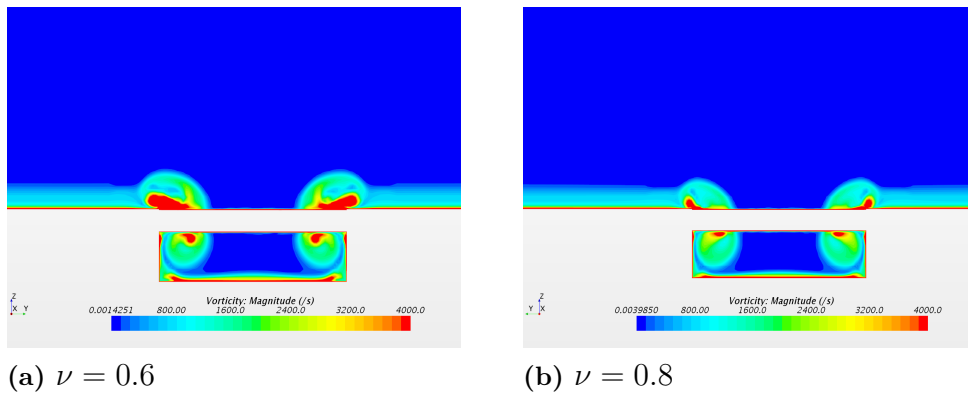 Z
X Y
Vorticity: Magnitude (/s)
0.0014251 800.00 1600.0 2400.0 3200.0 4000.0
(a) ν = 0.6
Z
Y X
Vorticity: Magnitude (/s)
0.0039850 800.00 1600.0 2400.0 3200.0 4000.0
(b) ν = 0.8